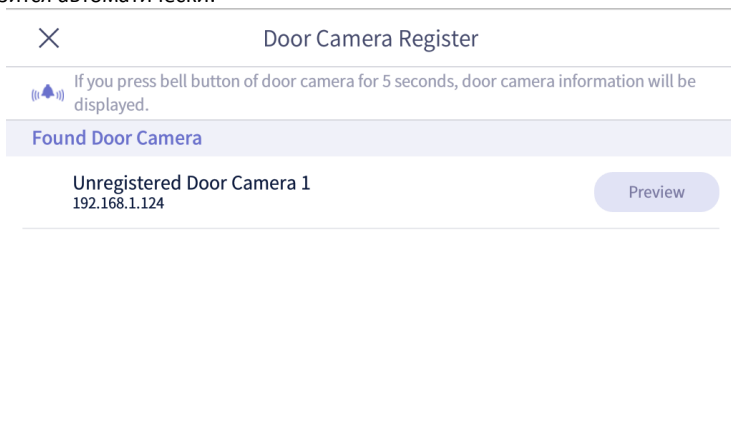 автоматически.
Door Camera Register
If you press bell button of door camera for 5 seconds, door camera information will be
displayed.
Found Door Camera
Unregistered Door Camera 1
192.168.1.124
Preview